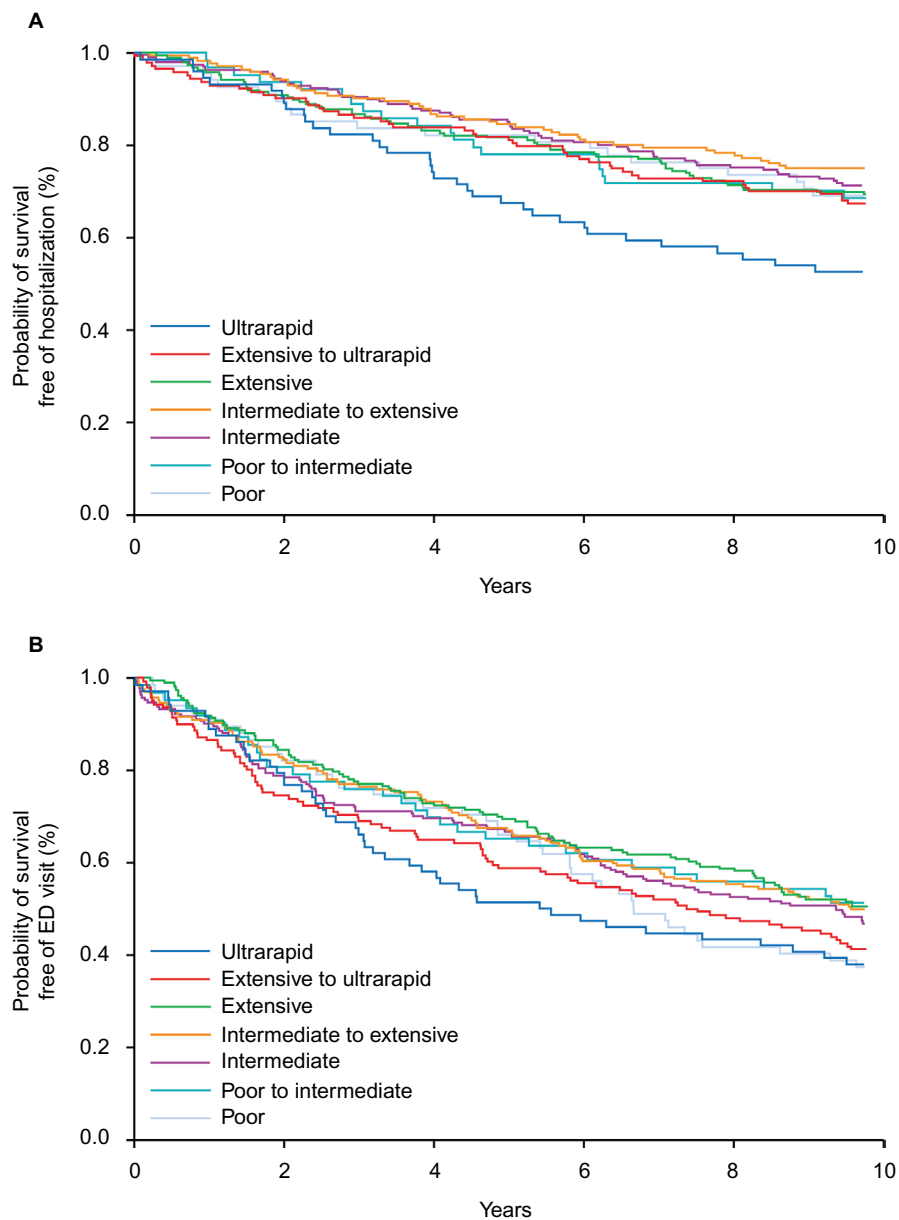 A
Probability of survival
free of hospitalization (%)
1.0
0.8
0.6
0.4
0.2
0.0
Ultrarapid
Extensive to ultrarapid
Extensive
Intermediate to extensive
Intermediate
Poor to intermediate
Poor
0 2 4 6 8 10
Years
B
Probability of survival
free of ED visit (%)
1.0
0.8
0.6
0.4
0.2
0.0
Ultrarapid
Extensive to ultrarapid
Extensive
Intermediate to extensive
Intermediate
Poor to intermediate
Poor
0 2 4 6 8 10
Years